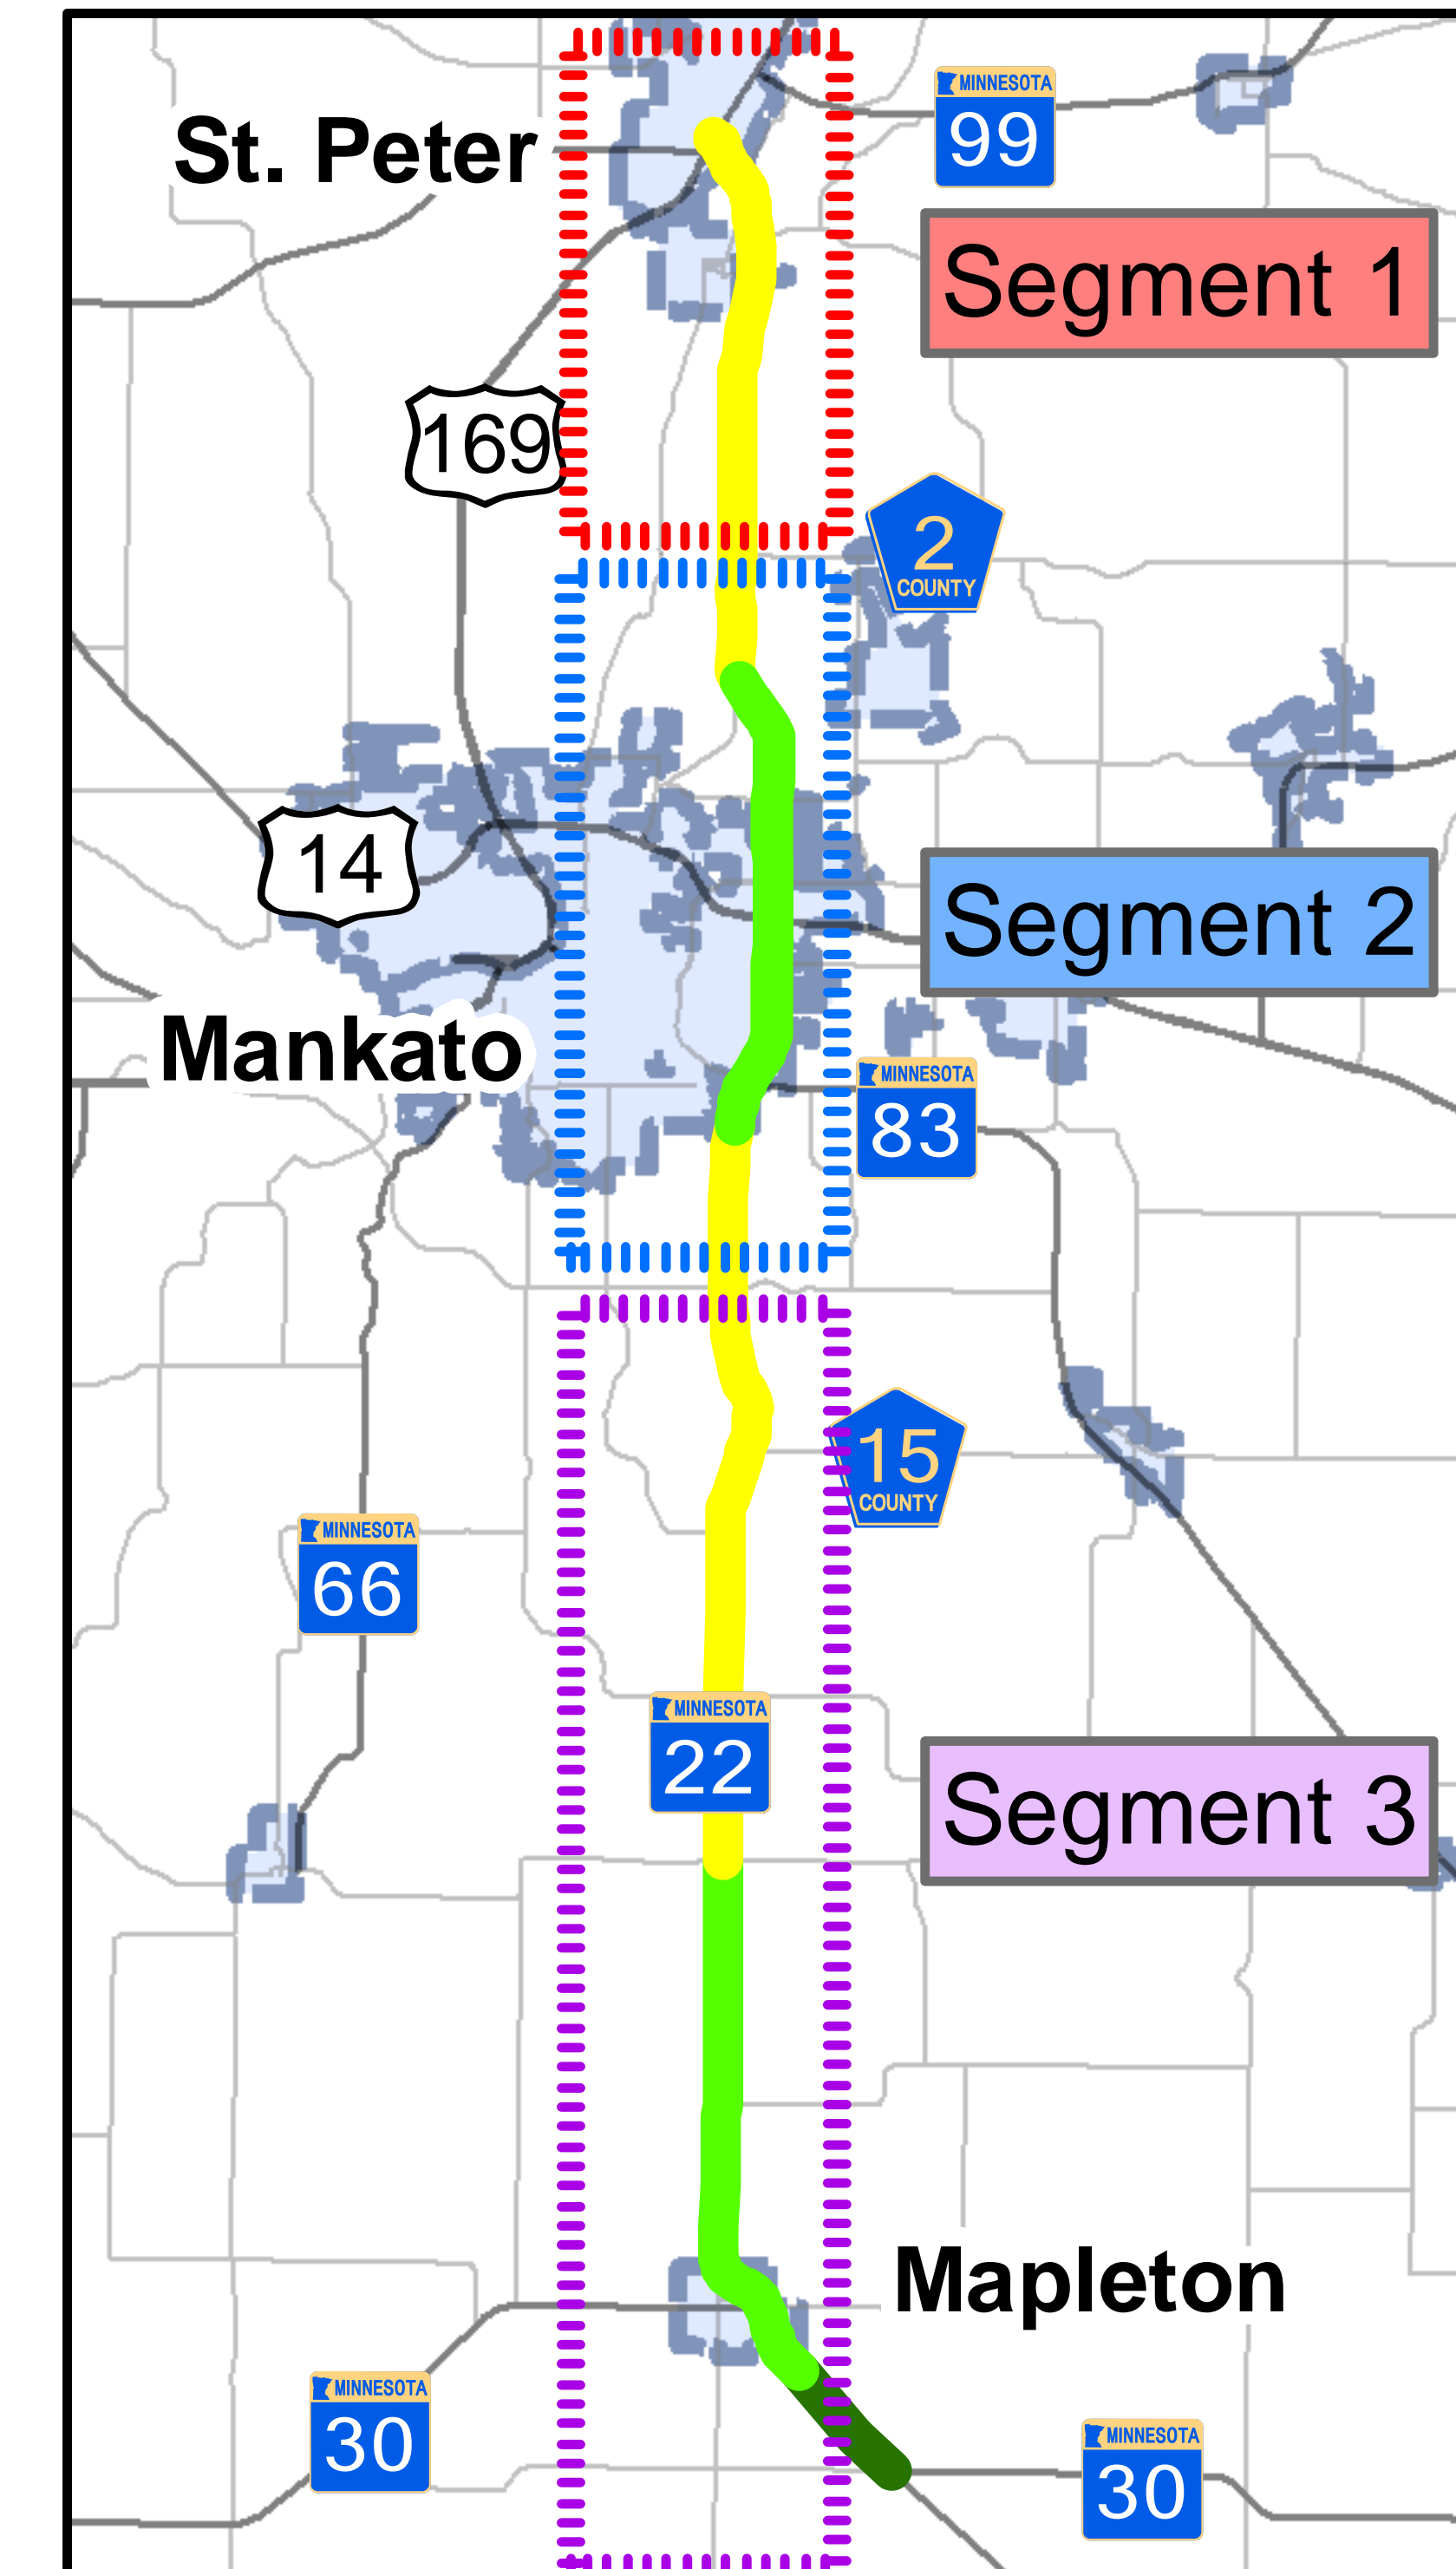 MINNESOTA
99
St. Peter
Segment 1
169
2
COUNTY
14
Segment 2
Mankato
MINNESOTA
83
15
COUNTY
MINNESOTA
66
MINNESOTA
22
Segment 3
Mapleton
MINNESOTA
30
MINNESOTA
30